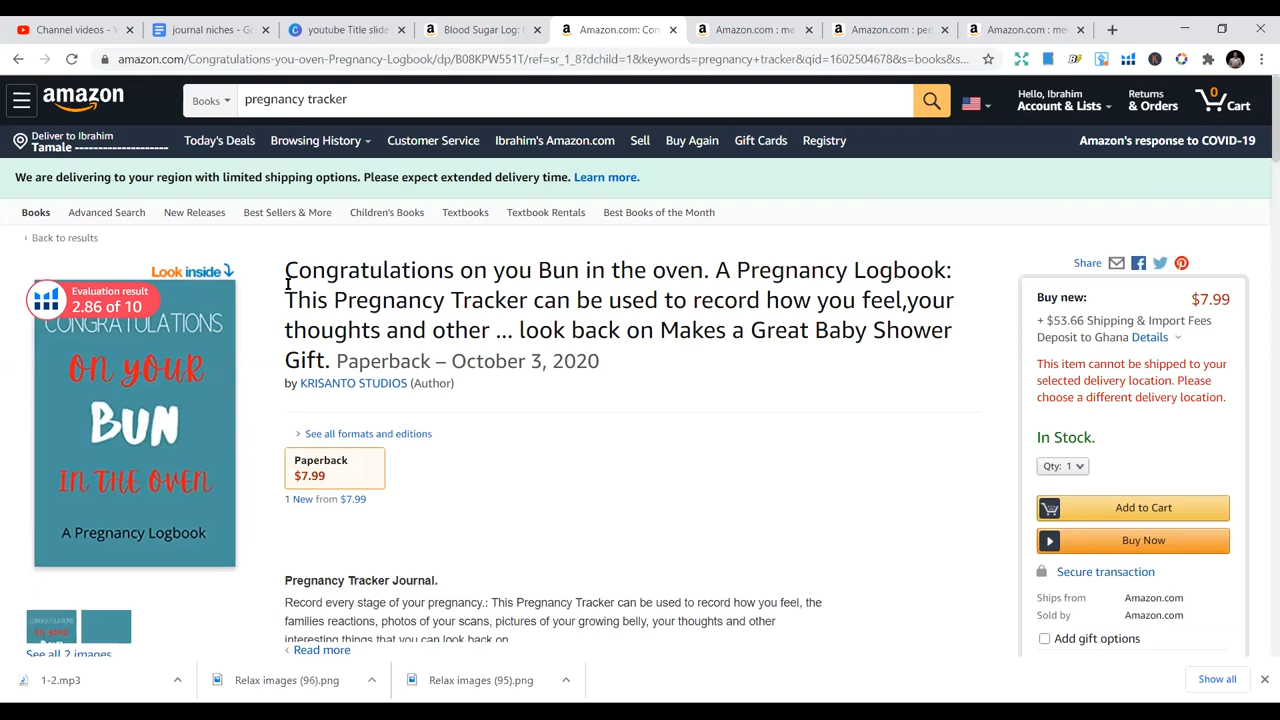 Channel videos - Y
journal niches - G
youtube Title slide
Blood Sugar Log:
Amazon.com: Con
Amazon.com : me
Amazon.com : peri
Amazon.com : me
amazon.com/Congratulations-you-oven-Pregnancy-Logbook/dp/B08KPW551T/ref=sr_1_8?dchild=1&keywords=pregnancy+tracker&qid=1602504678&s=books&s...
amazon
Books
pregnancy tracker
Hello, Ibrahim
Account & Lists
Returns
& Orders
0
Cart
Deliver to Ibrahim
Tamale --------------------
Today's Deals
Browsing History
Customer Service
Ibrahim's Amazon.com
Sell
Buy Again
Gift Cards
Registry
Amazon's response to COVID-19
We are delivering to your region with limited shipping options. Please expect extended delivery time. Learn more.
Books
Advanced Search
New Releases
Best Sellers & More
Children's Books
Textbooks
Textbook Rentals
Best Books of the Month
‹ Back to results
Look inside
Evaluation result
2.86 of 10
CONGRATULATIONS
on your
BUN
IN THE OVEN
A Pregnancy Logbook
See all 2 images
Congratulations on you Bun in the oven. A Pregnancy Logbook:
This Pregnancy Tracker can be used to record how you feel,your
thoughts and other ... look back on Makes a Great Baby Shower
Gift. Paperback – October 3, 2020
by KRISANTO STUDIOS (Author)
› See all formats and editions
Paperback
$7.99
1 New from $7.99
Pregnancy Tracker Journal.
Record every stage of your pregnancy.: This Pregnancy Tracker can be used to record how you feel, the
families reactions, photos of your scans, pictures of your growing belly, your thoughts and other
interesting things that you can look back on
‹ Read more
Share
Buy new:
$7.99
+ $53.66 Shipping & Import Fees
Deposit to Ghana Details
This item cannot be shipped to your
selected delivery location. Please
choose a different delivery location.
In Stock.
Qty: 1
Add to Cart
Buy Now
Secure transaction
Ships from Amazon.com
Sold by Amazon.com
Add gift options
1-2.mp3
Relax images (96).png
Relax images (95).png
Show all